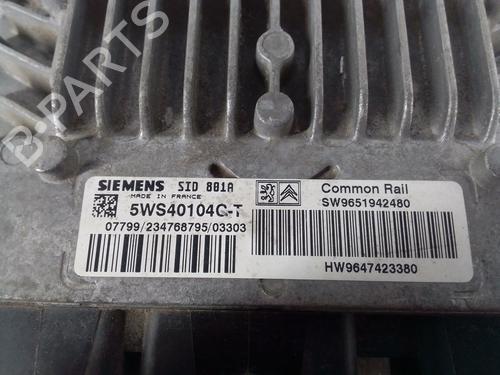 B-PARTS
SIEMENS SID 801A
MADE IN FRANCE
5WS40104C-T
07799/234768795/03303
Common Rail
SW9651942480
HW9647423380